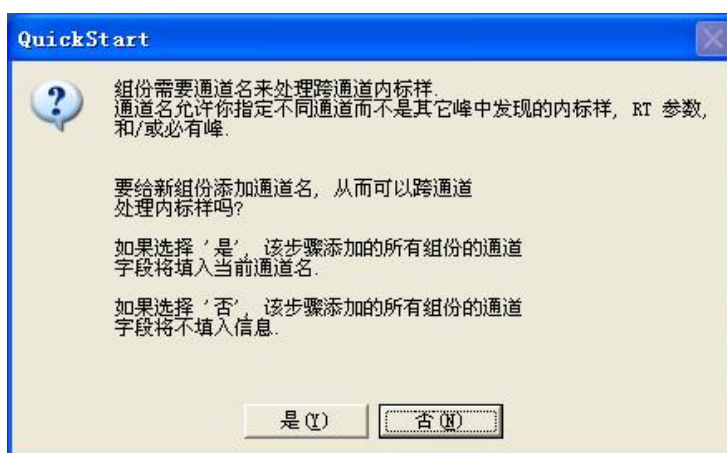 QuickStart
组份需要通道名来处理跨通道内标样.
通道名允许你指定不同通道而不是其它峰中发现的内标样, RT 参数,
和/或必有峰.
要给新组份添加通道名, 从而可以跨通道
处理内标样吗?
如果选择 '是', 该步骤添加的所有组份的通道
字段将填入当前通道名.
如果选择 '否', 该步骤添加的所有组份的通道
字段将不填入信息.
是(Y) 否(N)